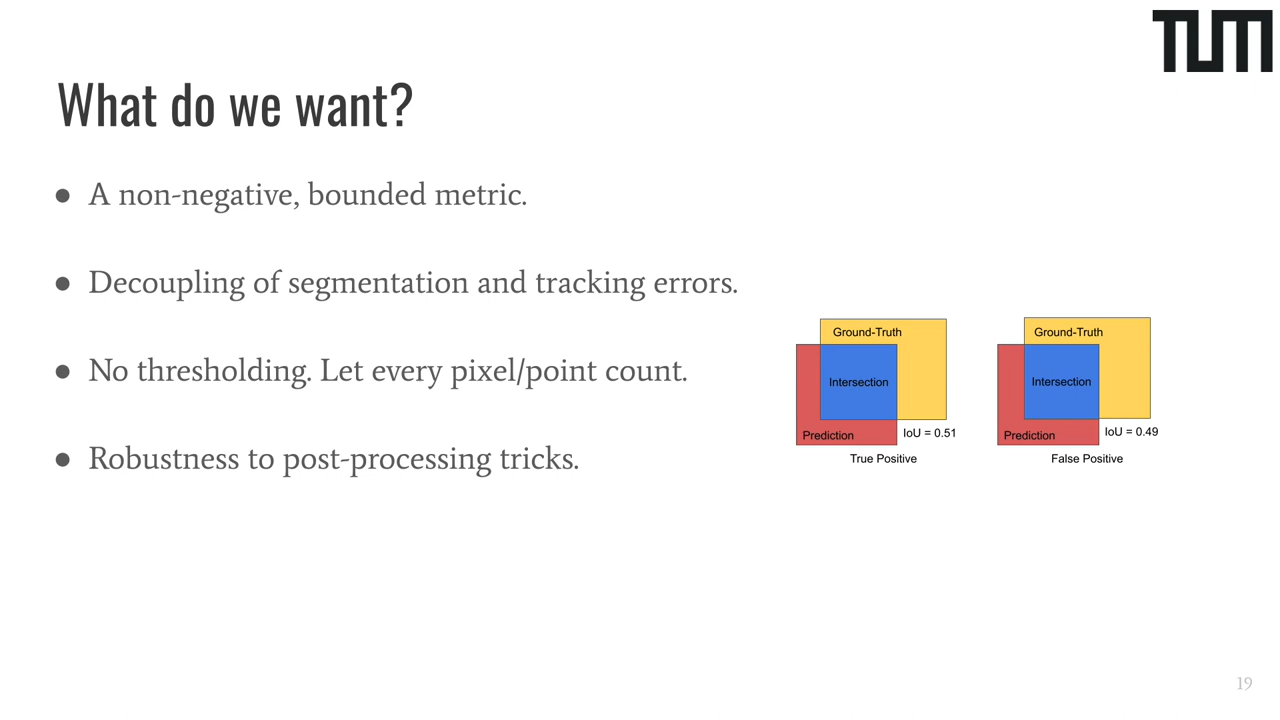 TUM
What do we want?
● A non-negative, bounded metric.
● Decoupling of segmentation and tracking errors.
● No thresholding. Let every pixel/point count.
● Robustness to post-processing tricks.
Ground-Truth
Intersection
Prediction
IoU = 0.51
True Positive
Ground-Truth
Intersection
Prediction
IoU = 0.49
False Positive
19